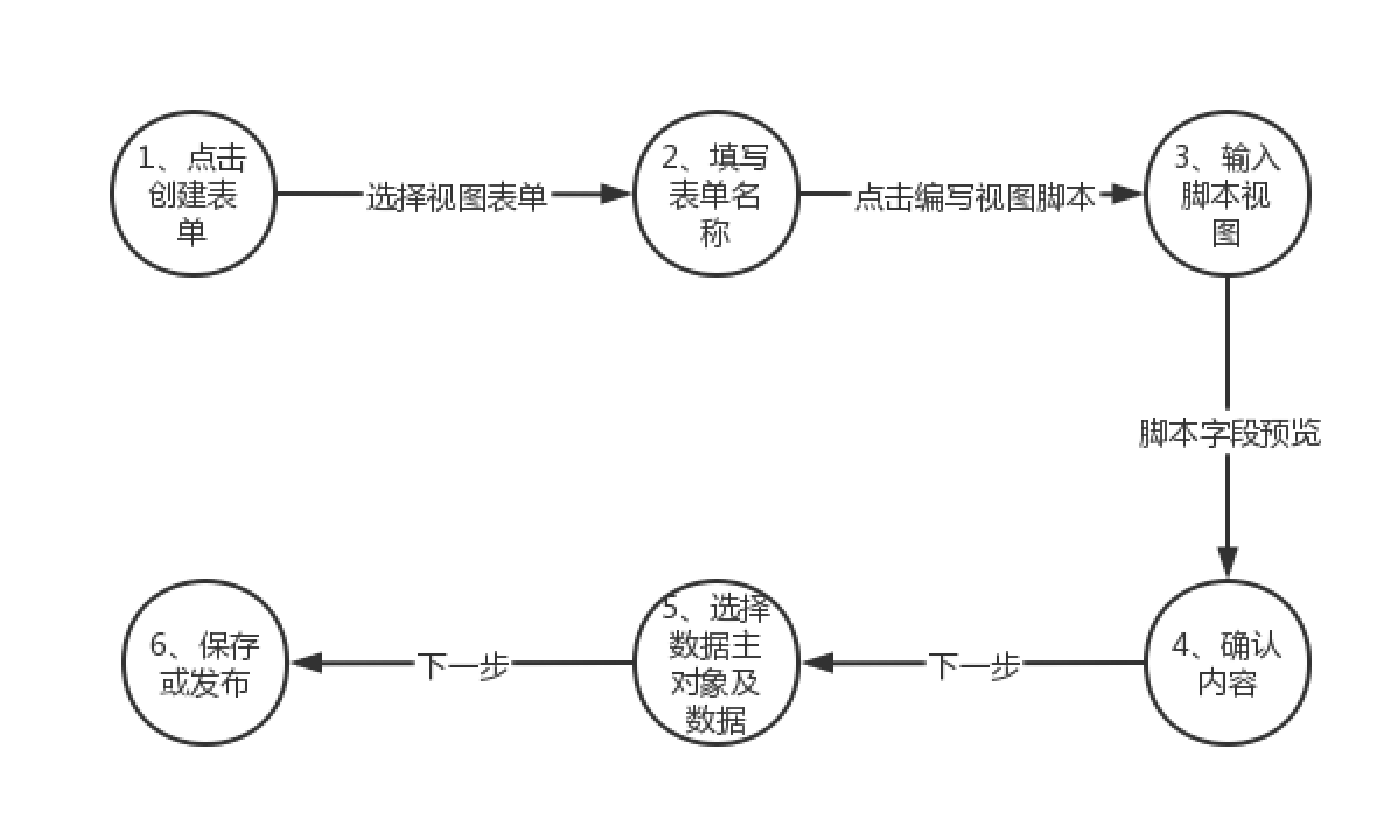 1、点击
创建表
单
选择视图表单
2、填写
表单名
称
点击编写视图脚本
3、输入
脚本视
图
脚本字段预览
4、确认
内容
下一步
5、选择
数据主
对象及
数据
下一步
6、保存
或发布